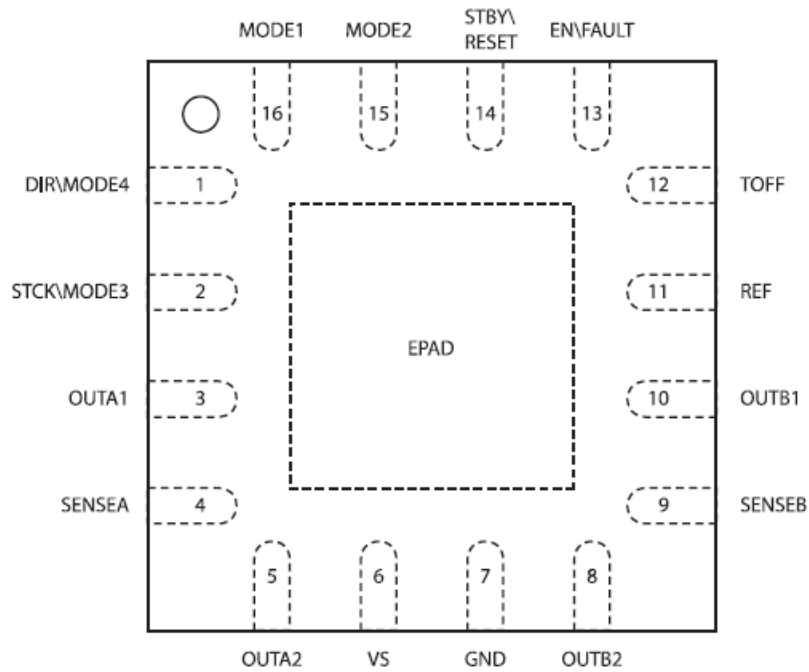 STBY\
MODE1 MODE2 RESET EN\FAULT
16 15 14 13
DIR\MODE4 1 12 TOFF
STCK\MODE3 2 11 REF
EPAD
OUTA1 3 10 OUTB1
SENSEA 4 9 SENSEB
5 6 7 8
OUTA2 VS GND OUTB2